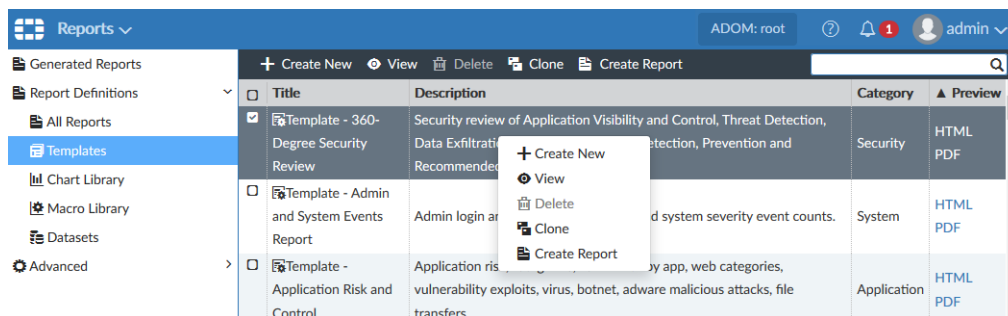 Reports
ADOM: root
1
admin
Generated Reports
Report Definitions
All Reports
Templates
Chart Library
Macro Library
Datasets
Advanced
Create New View Delete Clone Create Report
Title Description Category ▲ Preview
Template - 360-
Degree Security
Review
Security review of Application Visibility and Control, Threat Detection,
Data Exfiltratio etection, Prevention and
Recommended
Security
HTML
PDF
Create New
View
Delete
Clone
Create Report
Template - Admin
and System Events
Report
Admin login a d system severity event counts.
System
HTML
PDF
Template -
Application Risk and
Control
Application ris by app, web categories,
vulnerability exploits, virus, botnet, adware malicious attacks, file
transfers
Application
HTML
PDF